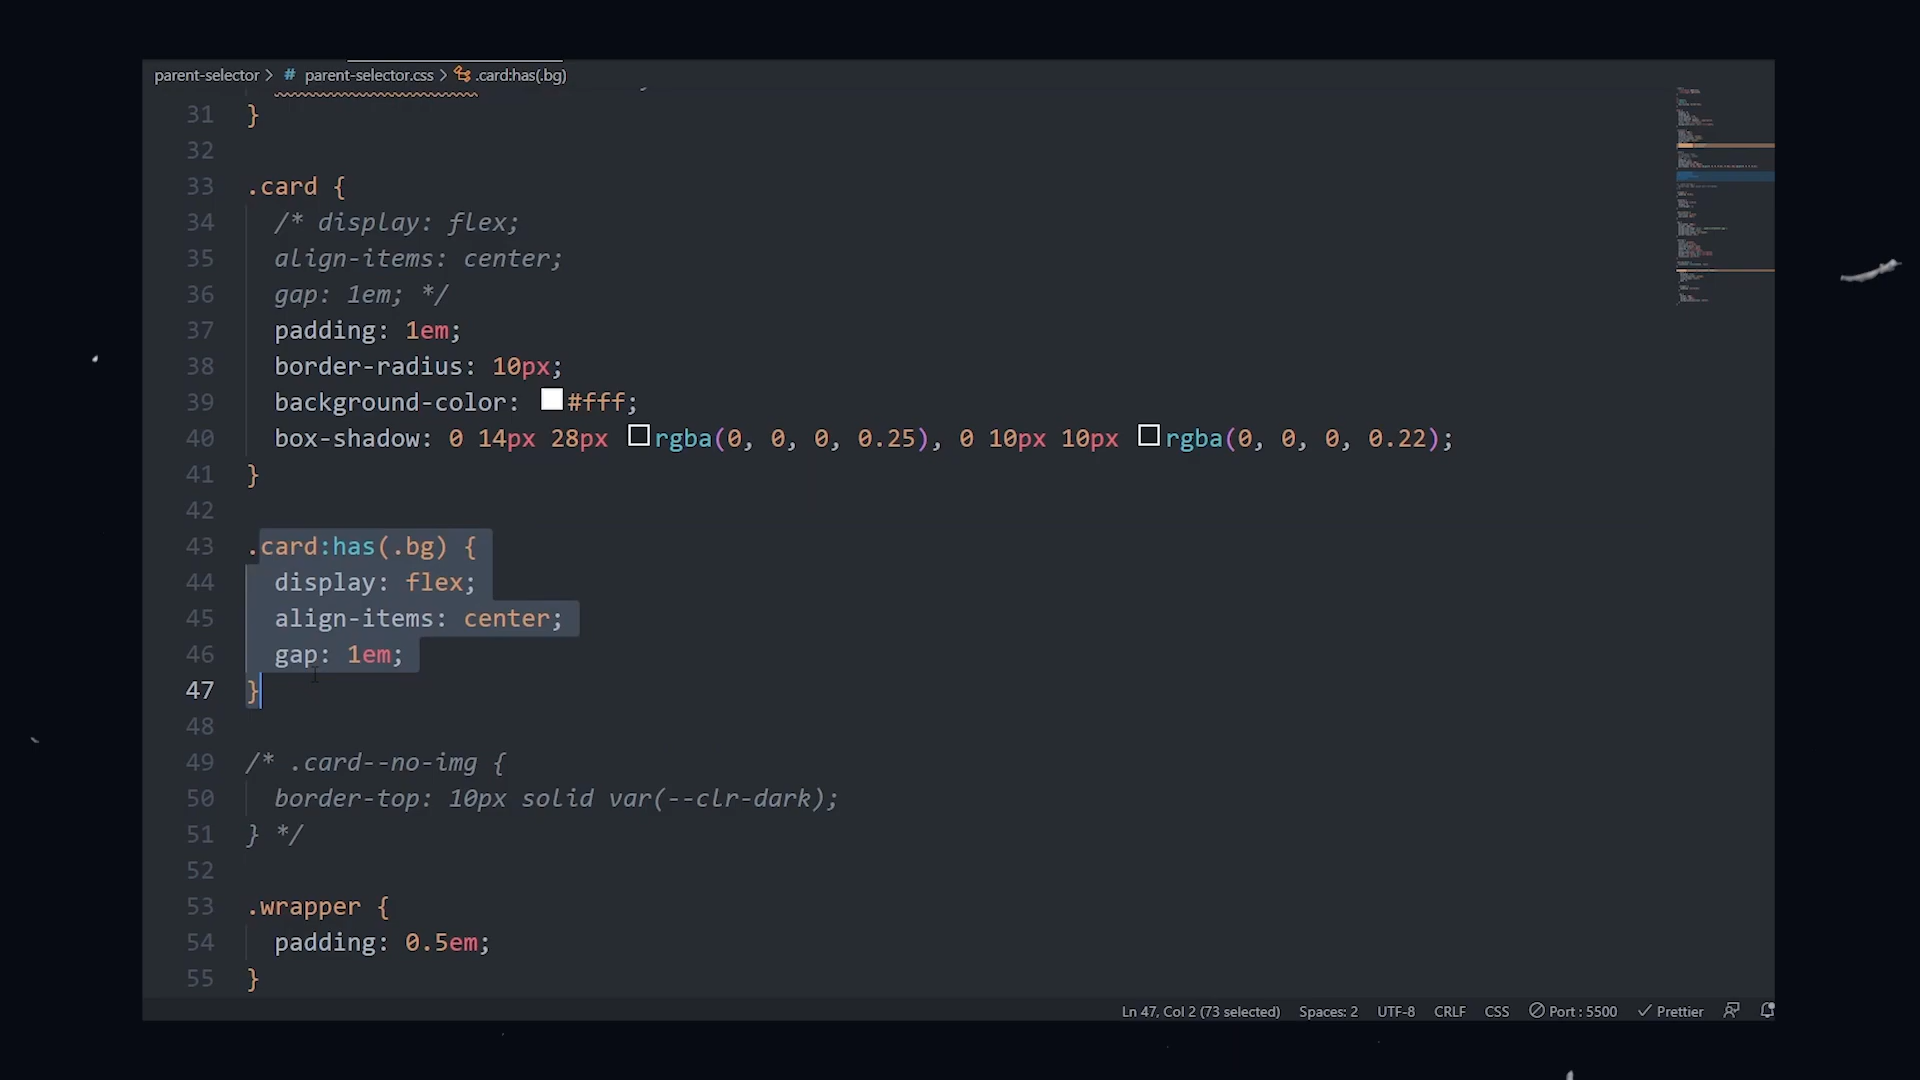 parent-selector > # parent-selector.css > .card:has(.bg)
31 }
32
33 .card {
34 /* display: flex;
35 align-items: center;
36 gap: 1em; */
37 padding: 1em;
38 border-radius: 10px;
39 background-color: #fff;
40 box-shadow: 0 14px 28px rgba(0, 0, 0, 0.25), 0 10px 10px rgba(0, 0, 0, 0.22);
41 }
42
43 .card:has(.bg) {
44 display: flex;
45 align-items: center;
46 gap: 1em;
47 }
48
49 /* .card--no-img {
50 border-top: 10px solid var(--clr-dark);
51 } */
52
53 .wrapper {
54 padding: 0.5em;
55 }
Ln 47, Col 2 (73 selected) Spaces: 2 UTF-8 CRLF CSS Port : 5500 Prettier